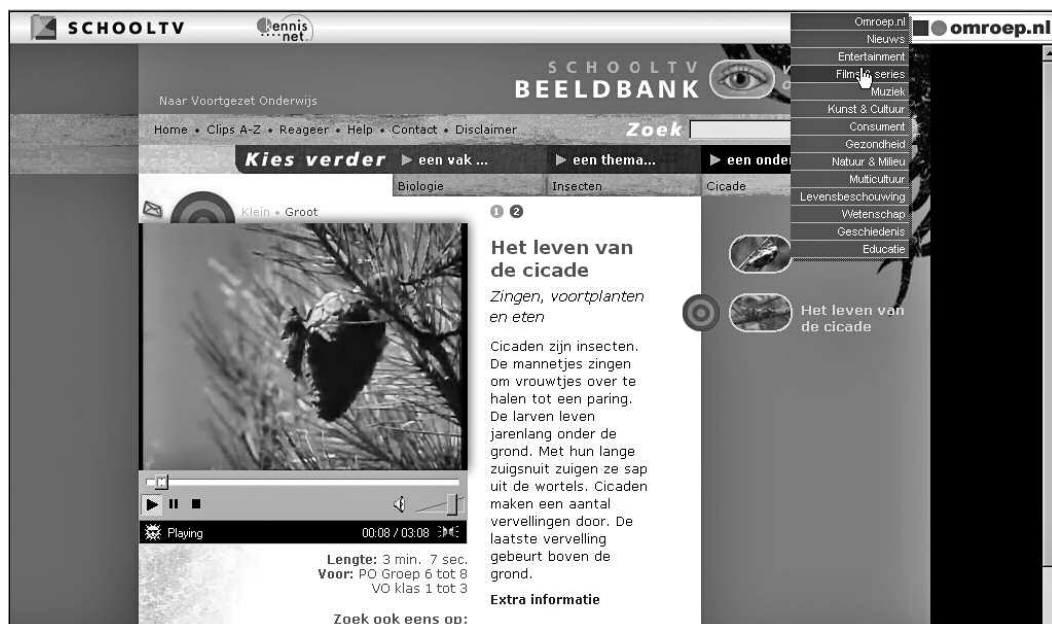 SCHOOLTV
kennis
net
omroep.nl
Omroep.nl
Nieuws
Entertainment
Films & series
Muziek
Kunst & Cultuur
Consument
Gezondheid
Natuur & Milieu
Multicultuur
Levensbeschouwing
Wetenschap
Geschiedenis
Educatie
SCHOOLTV
BEELDBANK
Naar Voortgezet Onderwijs
Home • Clips A-Z • Reageer • Help • Contact • Disclaimer
Zoek
Kies verder
een vak ...
een thema...
een onde
Biologie
Insecten
Cicade
Klein • Groot
1 2
Het leven van
de cicade
Zingen, voortplanten
en eten
Cicaden zijn insecten.
De mannetjes zingen
om vrouwtjes over te
halen tot een paring.
De larven leven
jarenlang onder de
grond. Met hun lange
zuigsnuit zuigen ze sap
uit de wortels. Cicaden
maken een aantal
vervellingen door. De
laatste vervelling
gebeurt boven de
grond.
Extra informatie
Het leven van
de cicade
Playing
00:08 / 03:08
Lengte: 3 min. 7 sec.
Voor: PO Groep 6 tot 8
VO klas 1 tot 3
Zoek ook eens op: